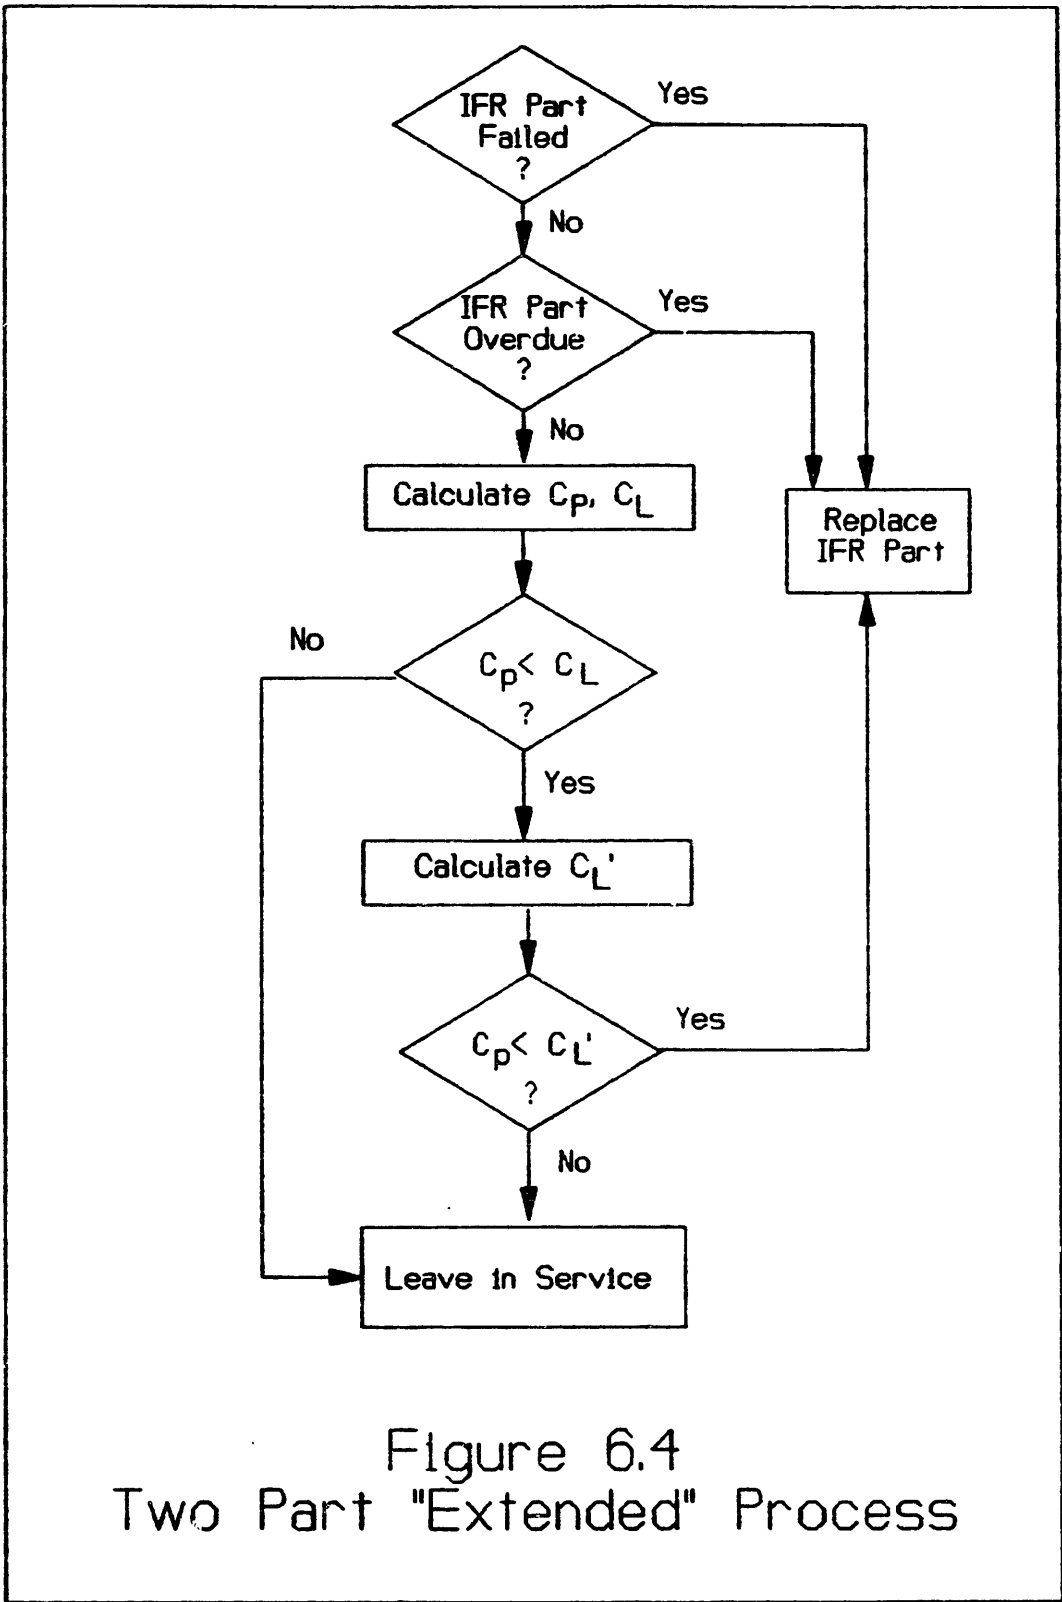 IFR Part
Failed
?
Yes
No
IFR Part
Overdue
?
Yes
No
Calculate Cp, CL
Replace
IFR Part
No
Cp< CL
?
Yes
Calculate CL'
Cp< CL'
?
Yes
No
Leave in Service
Figure 6.4
Two Part "Extended" Process